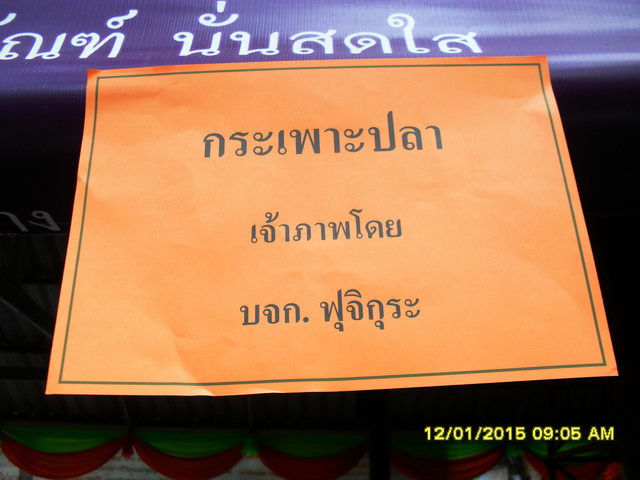 นั่นสดใส
กระเพาะปลา
เจ้าภาพโดย
บจก. ฟุจิกุระ
12/01/2015 09:05 AM